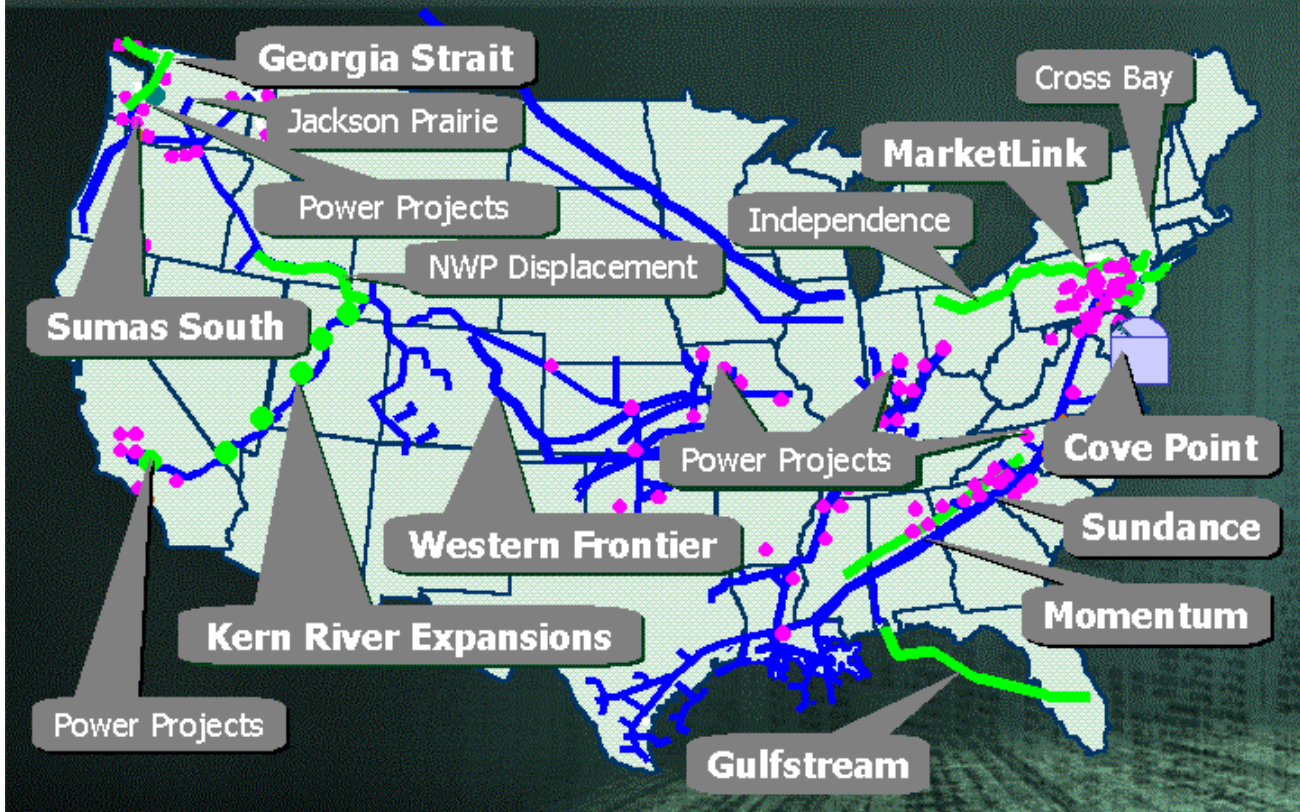 Georgia Strait
Cross Bay
Jackson Prairie
MarketLink
Power Projects
Independence
NWP Displacement
Sumas South
Power Projects
Cove Point
Western Frontier
Sundance
Kern River Expansions
Momentum
Power Projects
Gulfstream